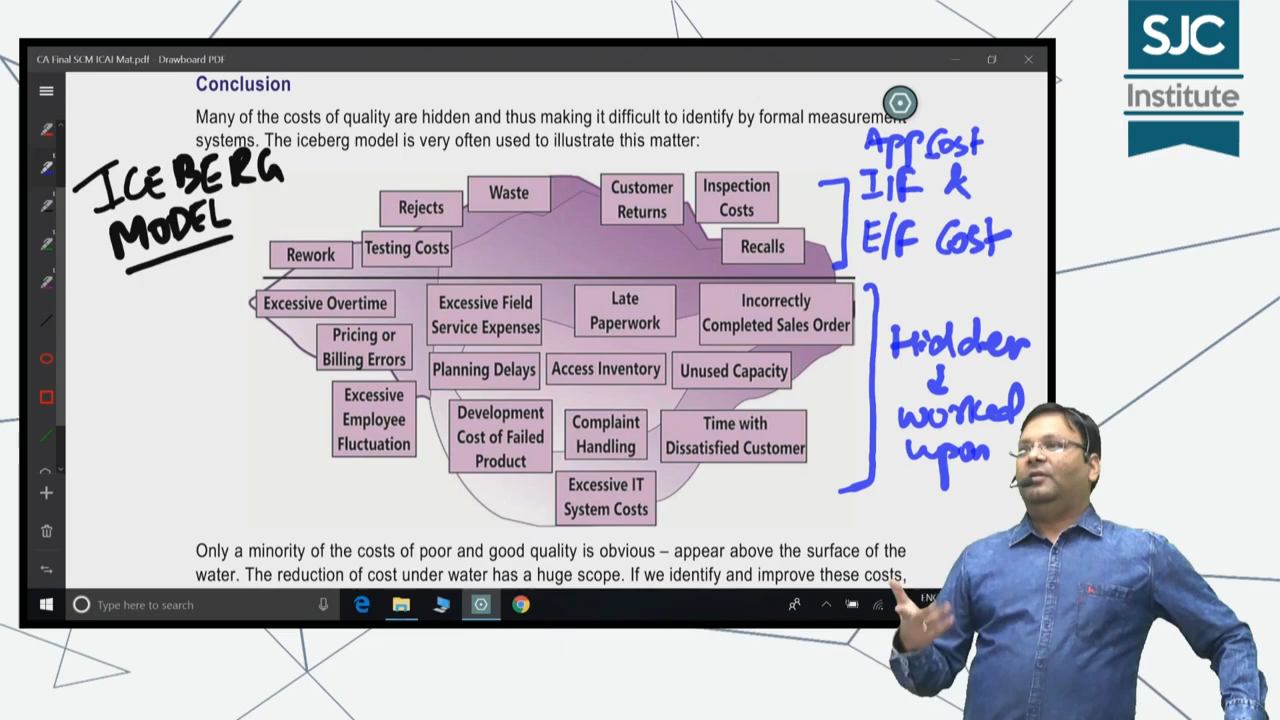 SJC
Institute
CA Final SCM ICAI Mat.pdf - Drawboard PDF
Conclusion
Many of the costs of quality are hidden and thus making it difficult to identify by formal measurement
systems. The iceberg model is very often used to illustrate this matter:
ICEBERG
MODEL
App Cost
I/F &
E/F Cost
Rejects
Waste
Customer
Returns
Inspection
Costs
Rework
Testing Costs
Recalls
Excessive Overtime
Excessive Field
Service Expenses
Late
Paperwork
Incorrectly
Completed Sales Order
Pricing or
Billing Errors
Planning Delays
Access Inventory
Unused Capacity
Excessive
Employee
Fluctuation
Development
Cost of Failed
Product
Complaint
Handling
Time with
Dissatisfied Customer
Excessive IT
System Costs
Hidden
&
worked
upon
Only a minority of the costs of poor and good quality is obvious – appear above the surface of the
water. The reduction of cost under water has a huge scope. If we identify and improve these costs,
Type here to search
ENG